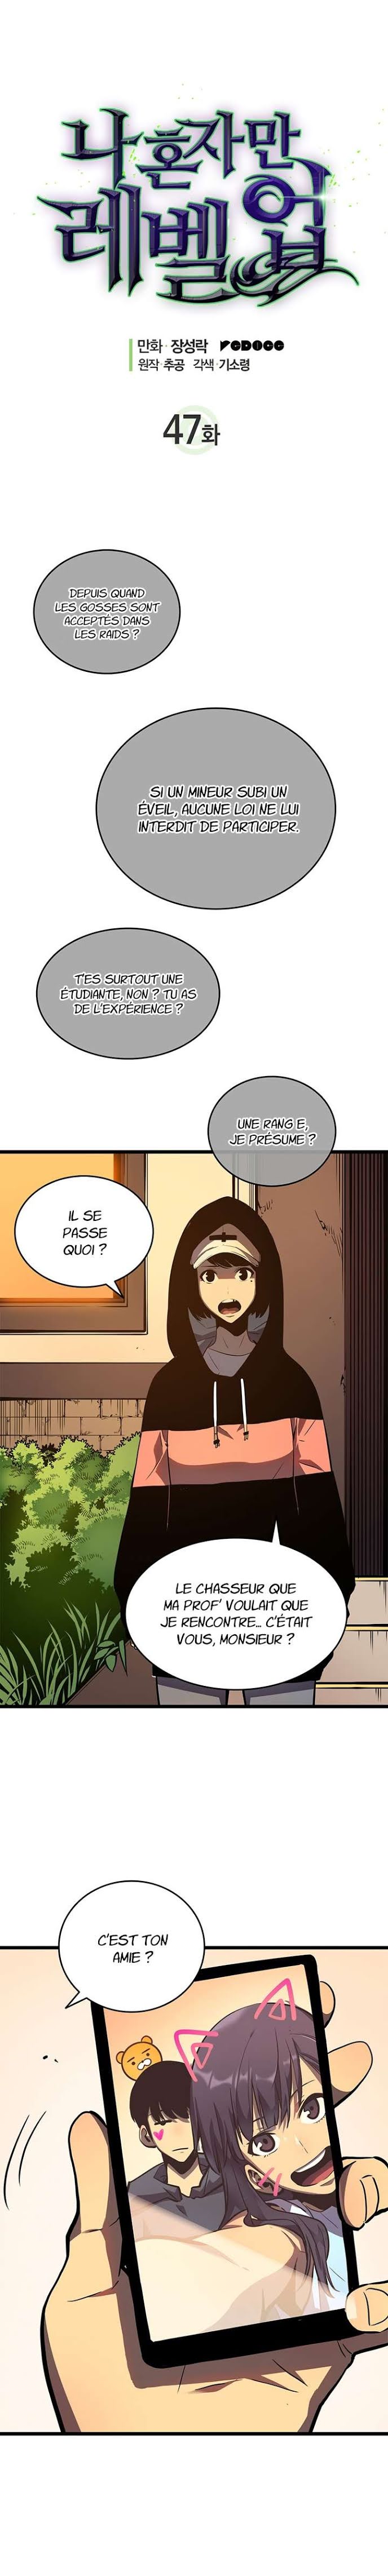 나 혼자만
레벨업
만화·장성락 REDICE
원작·추공 각색·기소령
47화
DEPUIS QUAND
LES GOSSES SONT
ACCEPTÉS DANS
LES RAIDS ?
SI UN MINEUR SUBI UN
ÉVEIL, AUCUNE LOI NE LUI
INTERDIT DE PARTICIPER.
T'ES SURTOUT UNE
ÉTUDIANTE, NON ? TU AS
DE L'EXPÉRIENCE ?
UNE RANG E,
JE PRÉSUME ?
IL SE
PASSE
QUOI ?
LE CHASSEUR QUE
MA PROF' VOULAIT QUE
JE RENCONTRE... C'ÉTAIT
VOUS, MONSIEUR ?
C'EST TON
AMIE ?